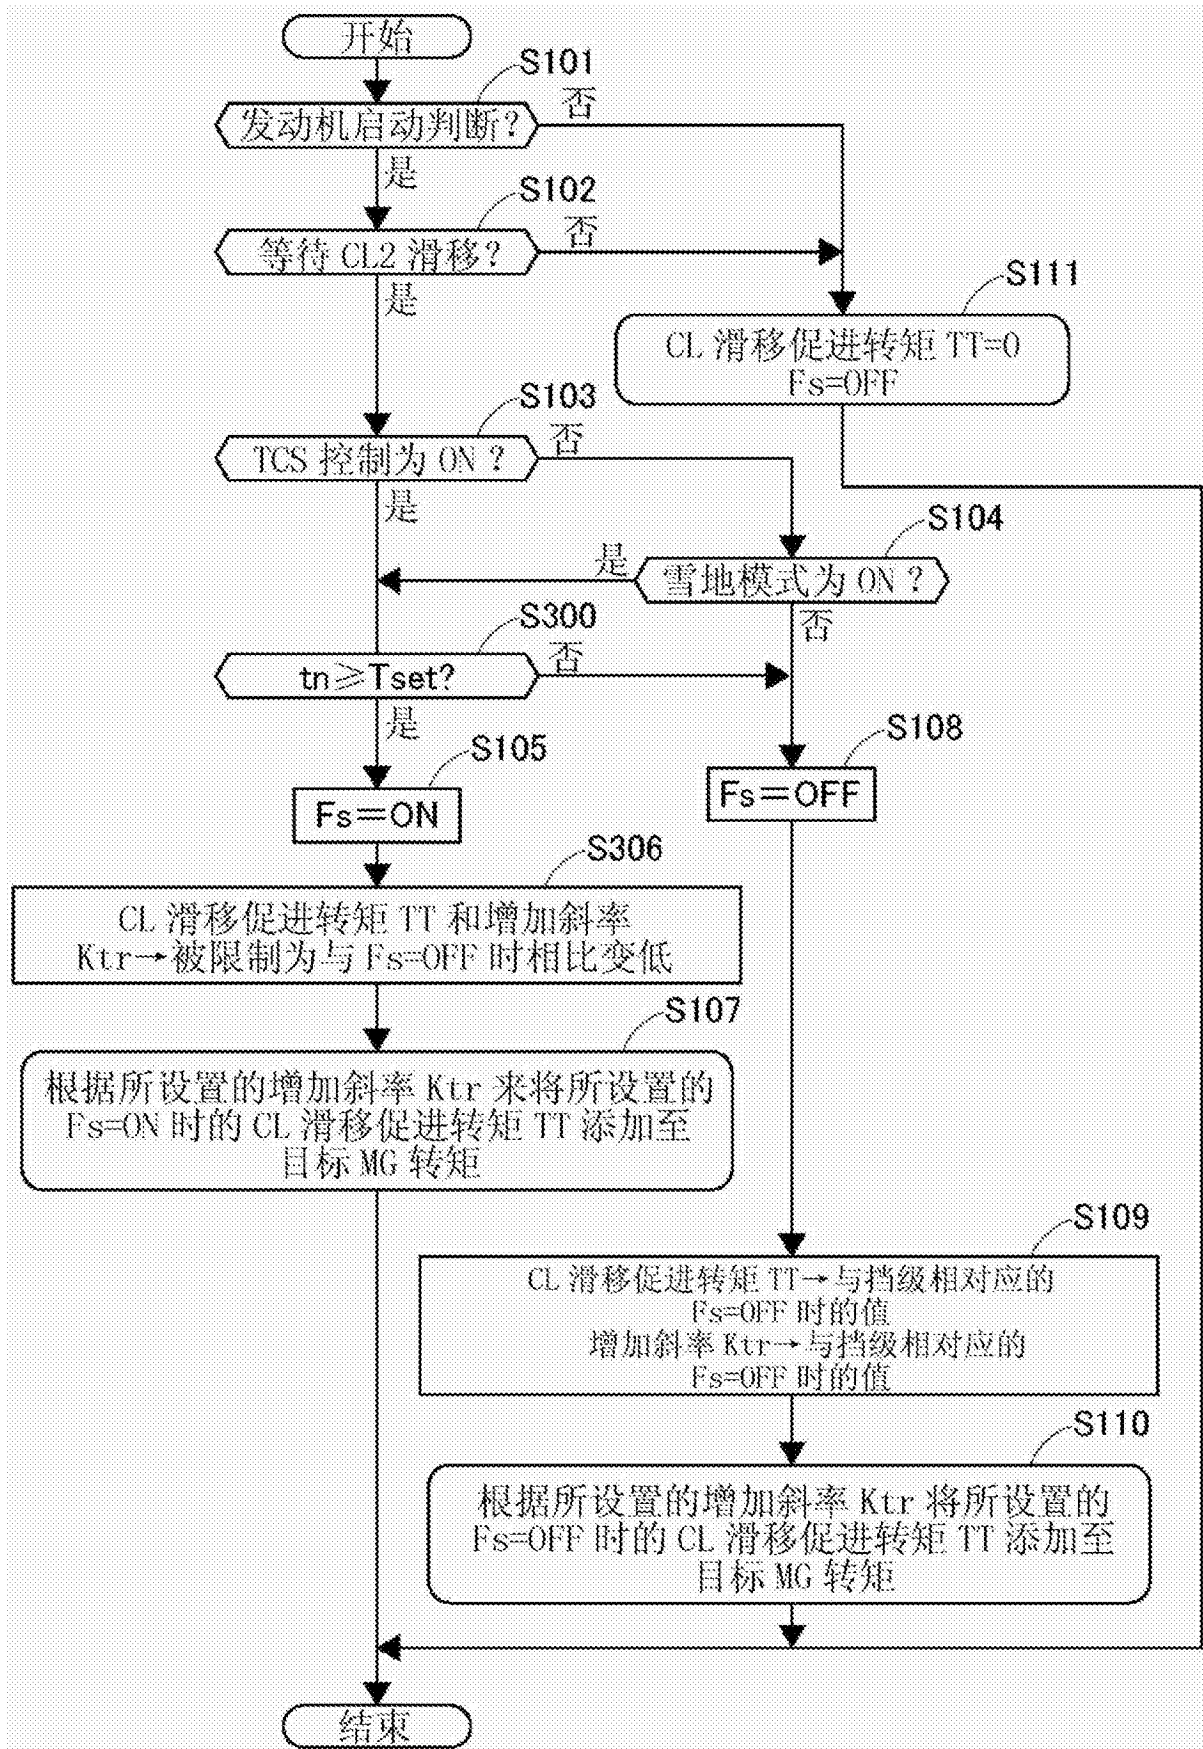 开始
S101
发动机启动判断?
否
是
S102
等待 CL2 滑移?
否
是
S111
CL 滑移促进转矩 TT=0
Fs=OFF
S103
TCS 控制为 ON ?
否
是
S104
雪地模式为 ON ?
是
否
S300
tn≥Tset?
否
是
S105
Fs=ON
S108
Fs=OFF
S306
CL 滑移促进转矩 TT 和增加斜率
Ktr→被限制为与 Fs=OFF 时相比变低
S107
根据所设置的增加斜率 Ktr 来将所设置的
Fs=ON 时的 CL 滑移促进转矩 TT 添加至
目标 MG 转矩
S109
CL 滑移促进转矩 TT→与挡级相对应的
Fs=OFF 时的值
增加斜率 Ktr→与挡级相对应的
Fs=OFF 时的值
S110
根据所设置的增加斜率 Ktr 将所设置的
Fs=OFF 时的 CL 滑移促进转矩 TT 添加至
目标 MG 转矩
结束